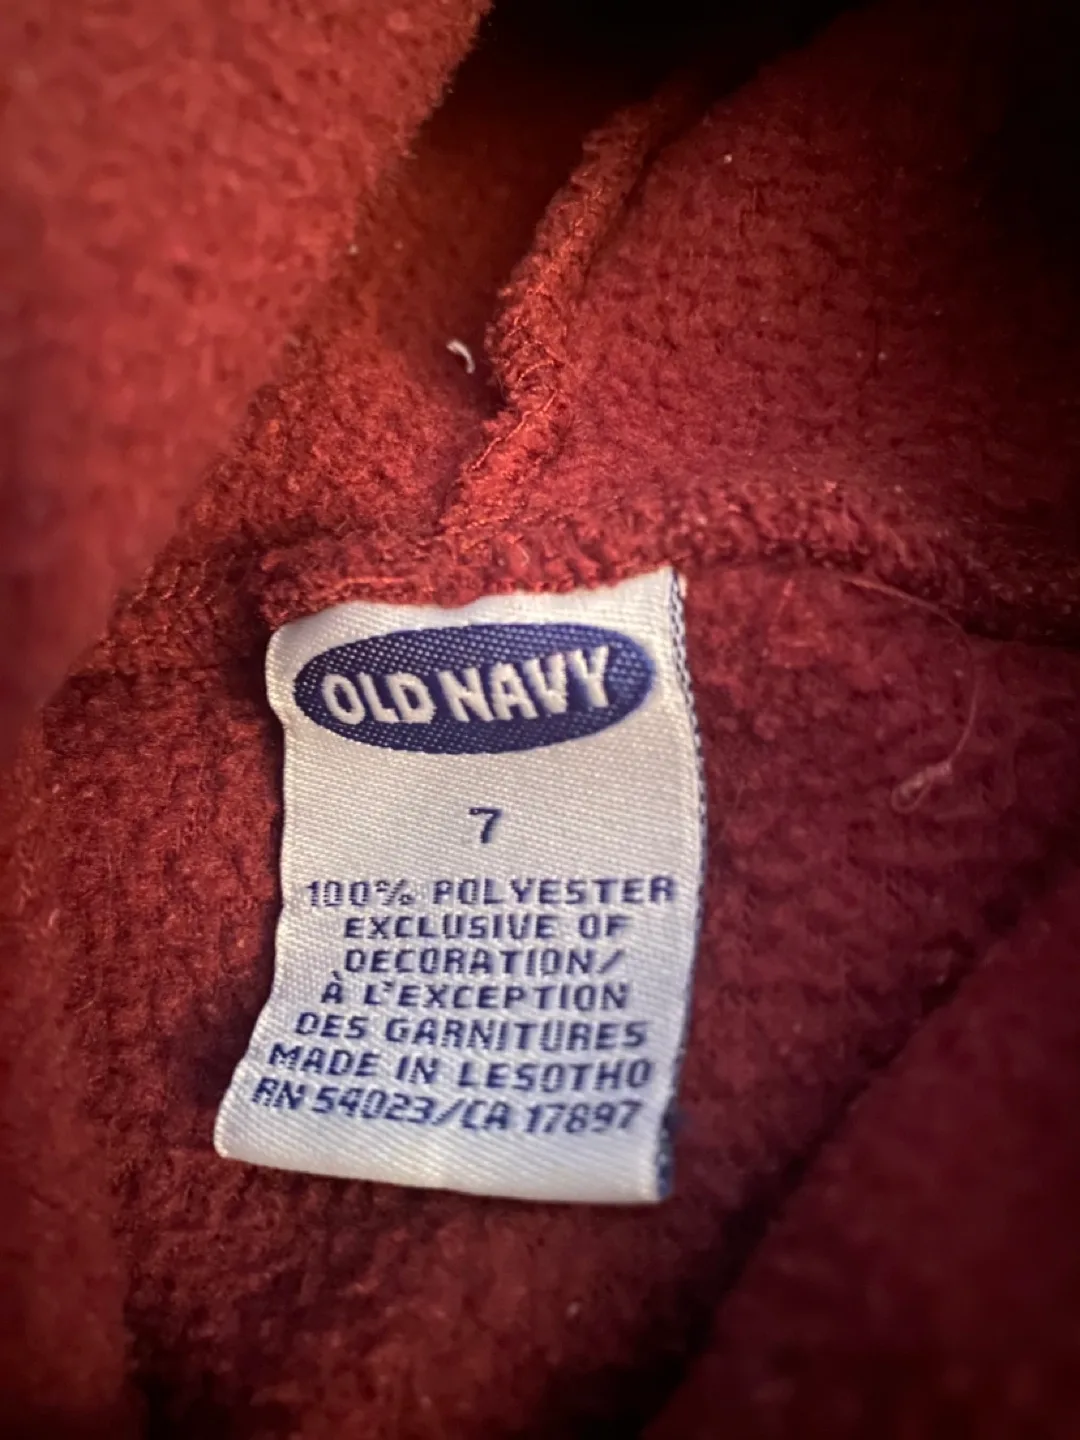 OLD NAVY
7
100% POLYESTER
EXCLUSIVE OF
DECORATION/
À L'EXCEPTION
DES GARNITURES
MADE IN LESOTHO
RN 54023/CA 17897